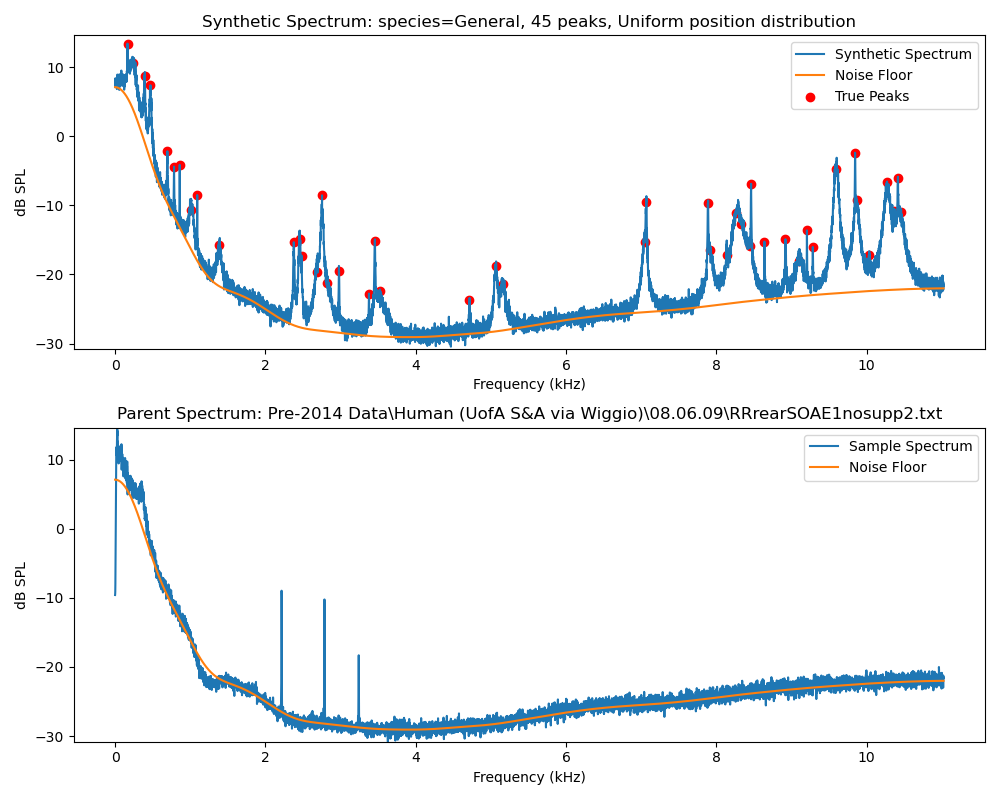 Synthetic Spectrum: species=General, 45 peaks, Uniform position distribution
Synthetic Spectrum
Noise Floor
True Peaks
dB SPL
10
0
−10
−20
−30
0 2 4 6 8 10
Frequency (kHz)
Parent Spectrum: Pre-2014 Data\Human (UofA S&A via Wiggio)\08.06.09\RRrearSOAE1nosupp2.txt
Sample Spectrum
Noise Floor
dB SPL
10
0
−10
−20
−30
0 2 4 6 8 10
Frequency (kHz)